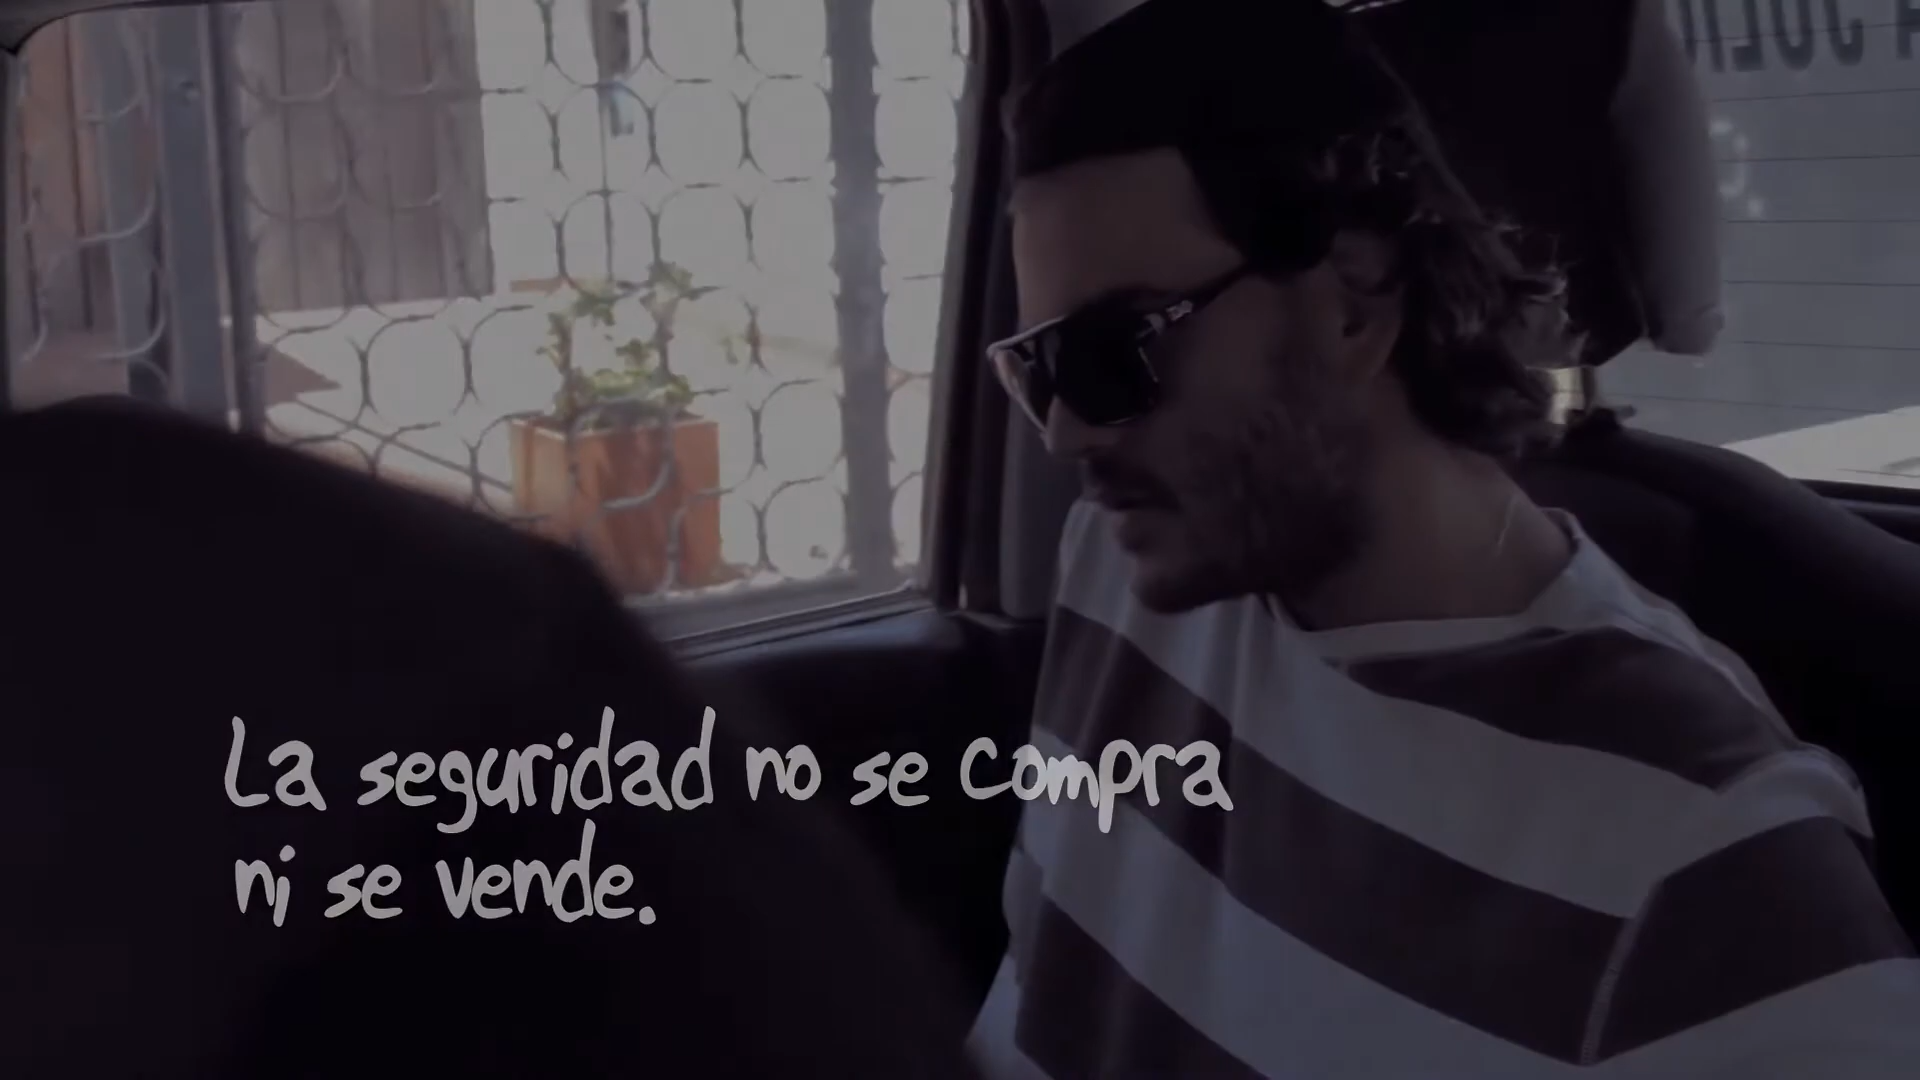 La seguridad no se compra
ni se vende.